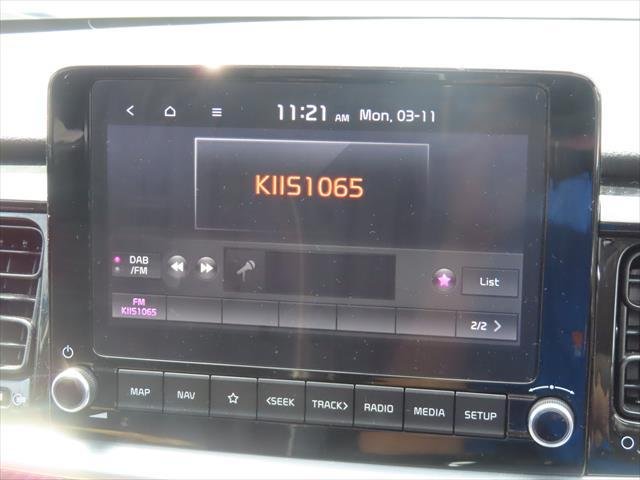 11:21 AM Mon, 03-11
KIIS1065
DAB
/FM
List
FM
KIIS1065
2/2
MAP
NAV
<SEEK
TRACK>
RADIO
MEDIA
SETUP